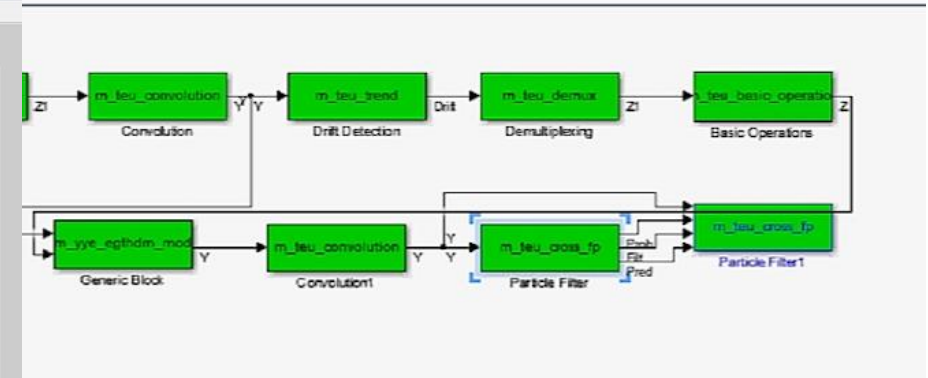 Z1
m_teu_convolution
Y
Y
Convolution
m_teu_trend
Drift
Drift Detection
m_teu_demux
Z1
Demultiplexing
_teu_basic_operatio
Z
Basic Operations
m_yye_egthdm_mod
Y
Generic Block
m_teu_convolution
Y
Convolution1
Y
Y
m_teu_cross_fp
Prob
Filt
Pred
Particle Filter
m_teu_cross_fp
Particle Filter1